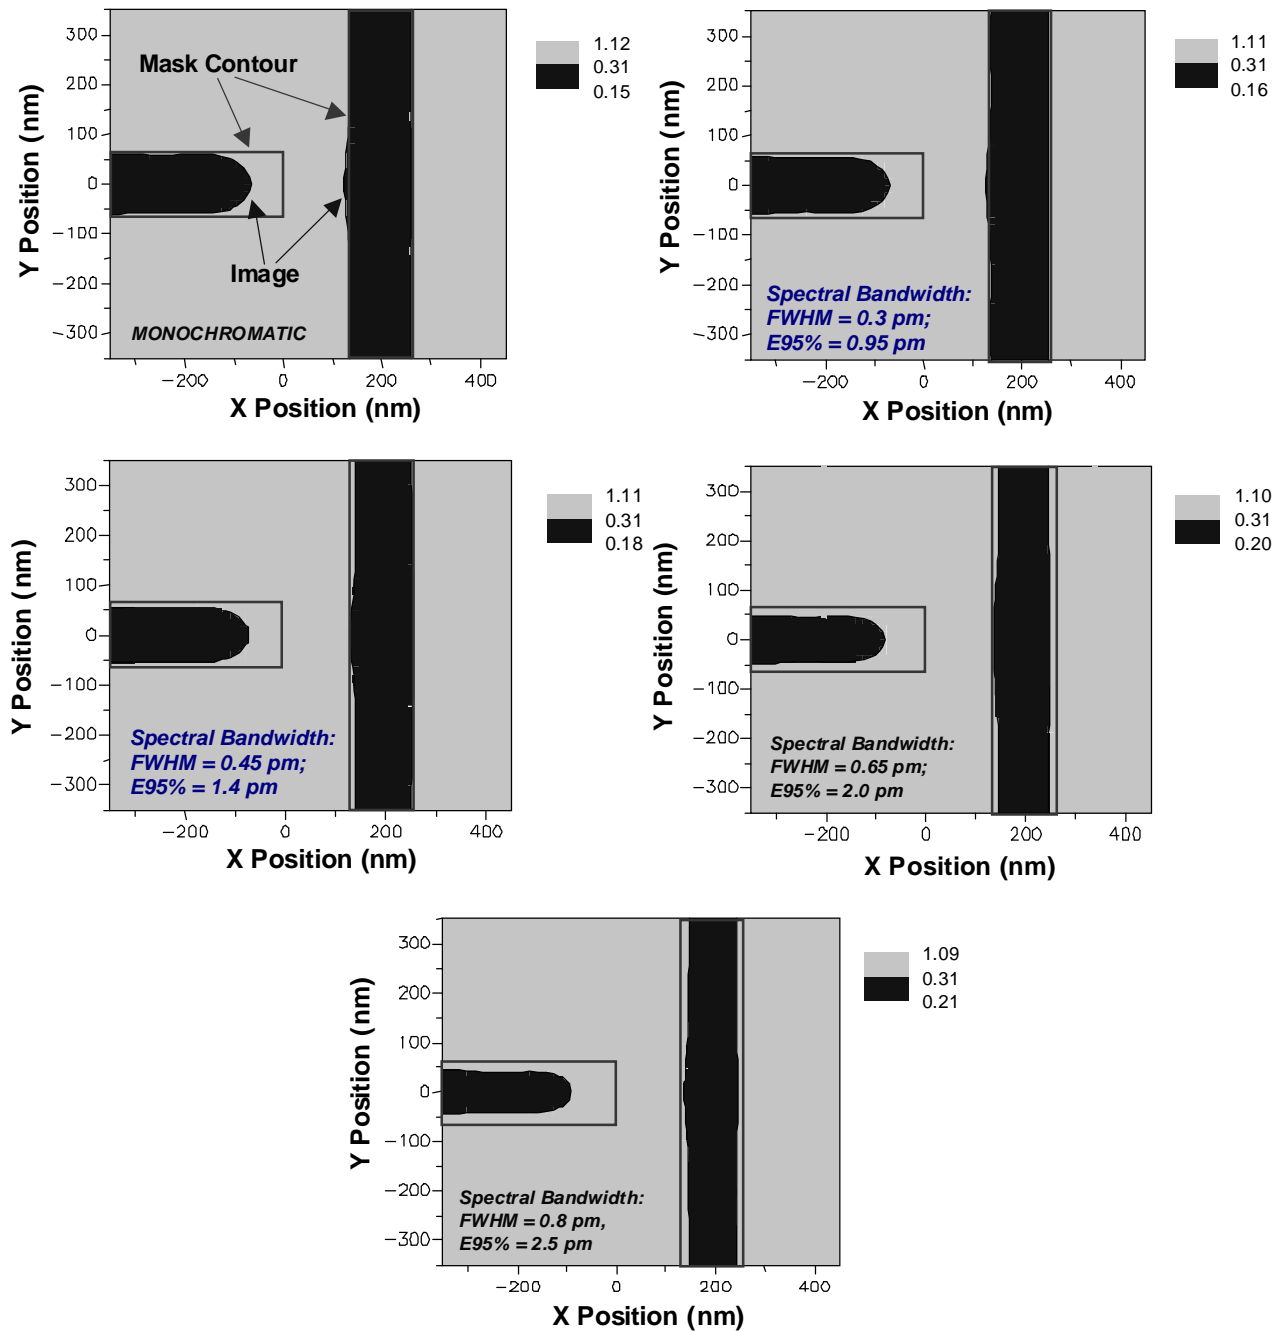 300
200
100
0
−100
−200
−300
Y Position (nm)
Mask Contour
Image
MONOCHROMATIC
−200 0 200 400
X Position (nm)
1.12
0.31
0.15
300
200
100
0
−100
−200
−300
Y Position (nm)
Spectral Bandwidth:
FWHM = 0.3 pm;
E95% = 0.95 pm
−200 0 200 400
X Position (nm)
1.11
0.31
0.16
300
200
100
0
−100
−200
−300
Y Position (nm)
Spectral Bandwidth:
FWHM = 0.45 pm;
E95% = 1.4 pm
−200 0 200 400
X Position (nm)
1.11
0.31
0.18
300
200
100
0
−100
−200
−300
Y Position (nm)
Spectral Bandwidth:
FWHM = 0.65 pm;
E95% = 2.0 pm
−200 0 200 400
X Position (nm)
1.10
0.31
0.20
300
200
100
0
−100
−200
−300
Y Position (nm)
Spectral Bandwidth:
FWHM = 0.8 pm,
E95% = 2.5 pm
−200 0 200 400
X Position (nm)
1.09
0.31
0.21